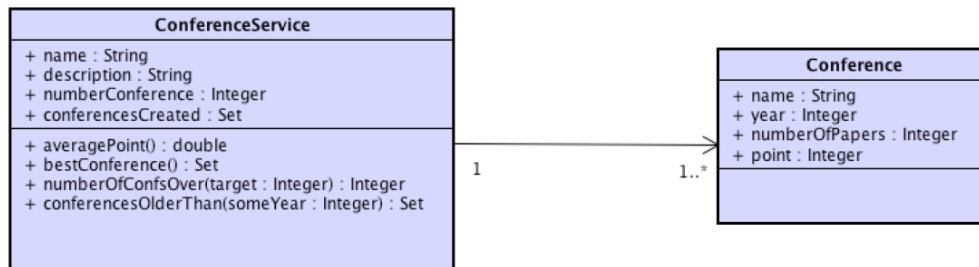 ConferenceService
+ name : String
+ description : String
+ numberConference : Integer
+ conferencesCreated : Set
+ averagePoint() : double
+ bestConference() : Set
+ numberOfConfsOver(target : Integer) : Integer
+ conferencesOlderThan(someYear : Integer) : Set
1
1..*
Conference
+ name : String
+ year : Integer
+ numberOfPapers : Integer
+ point : Integer